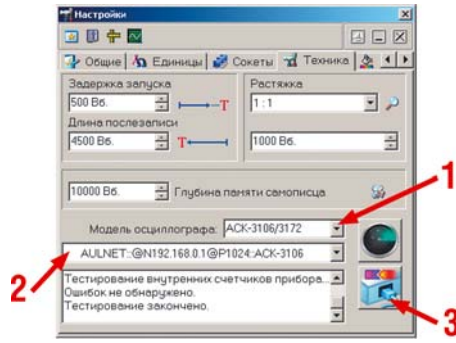 Настройки
Общие Единицы Сокеты Техника
Задержка запуска
500 Вб.
T
Растяжка
1 : 1
Длина послезаписи
4500 Вб.
T
1000 Вб.
10000 Вб. Глубина памяти самописца
1
Модель осциллографа: АСК-3106/3172
AULNET::@N192.168.0.1@P1024::ACK-3106
2
Тестирование внутренних счетчиков прибора...
Ошибок не обнаружено.
Тестирование закончено.
3